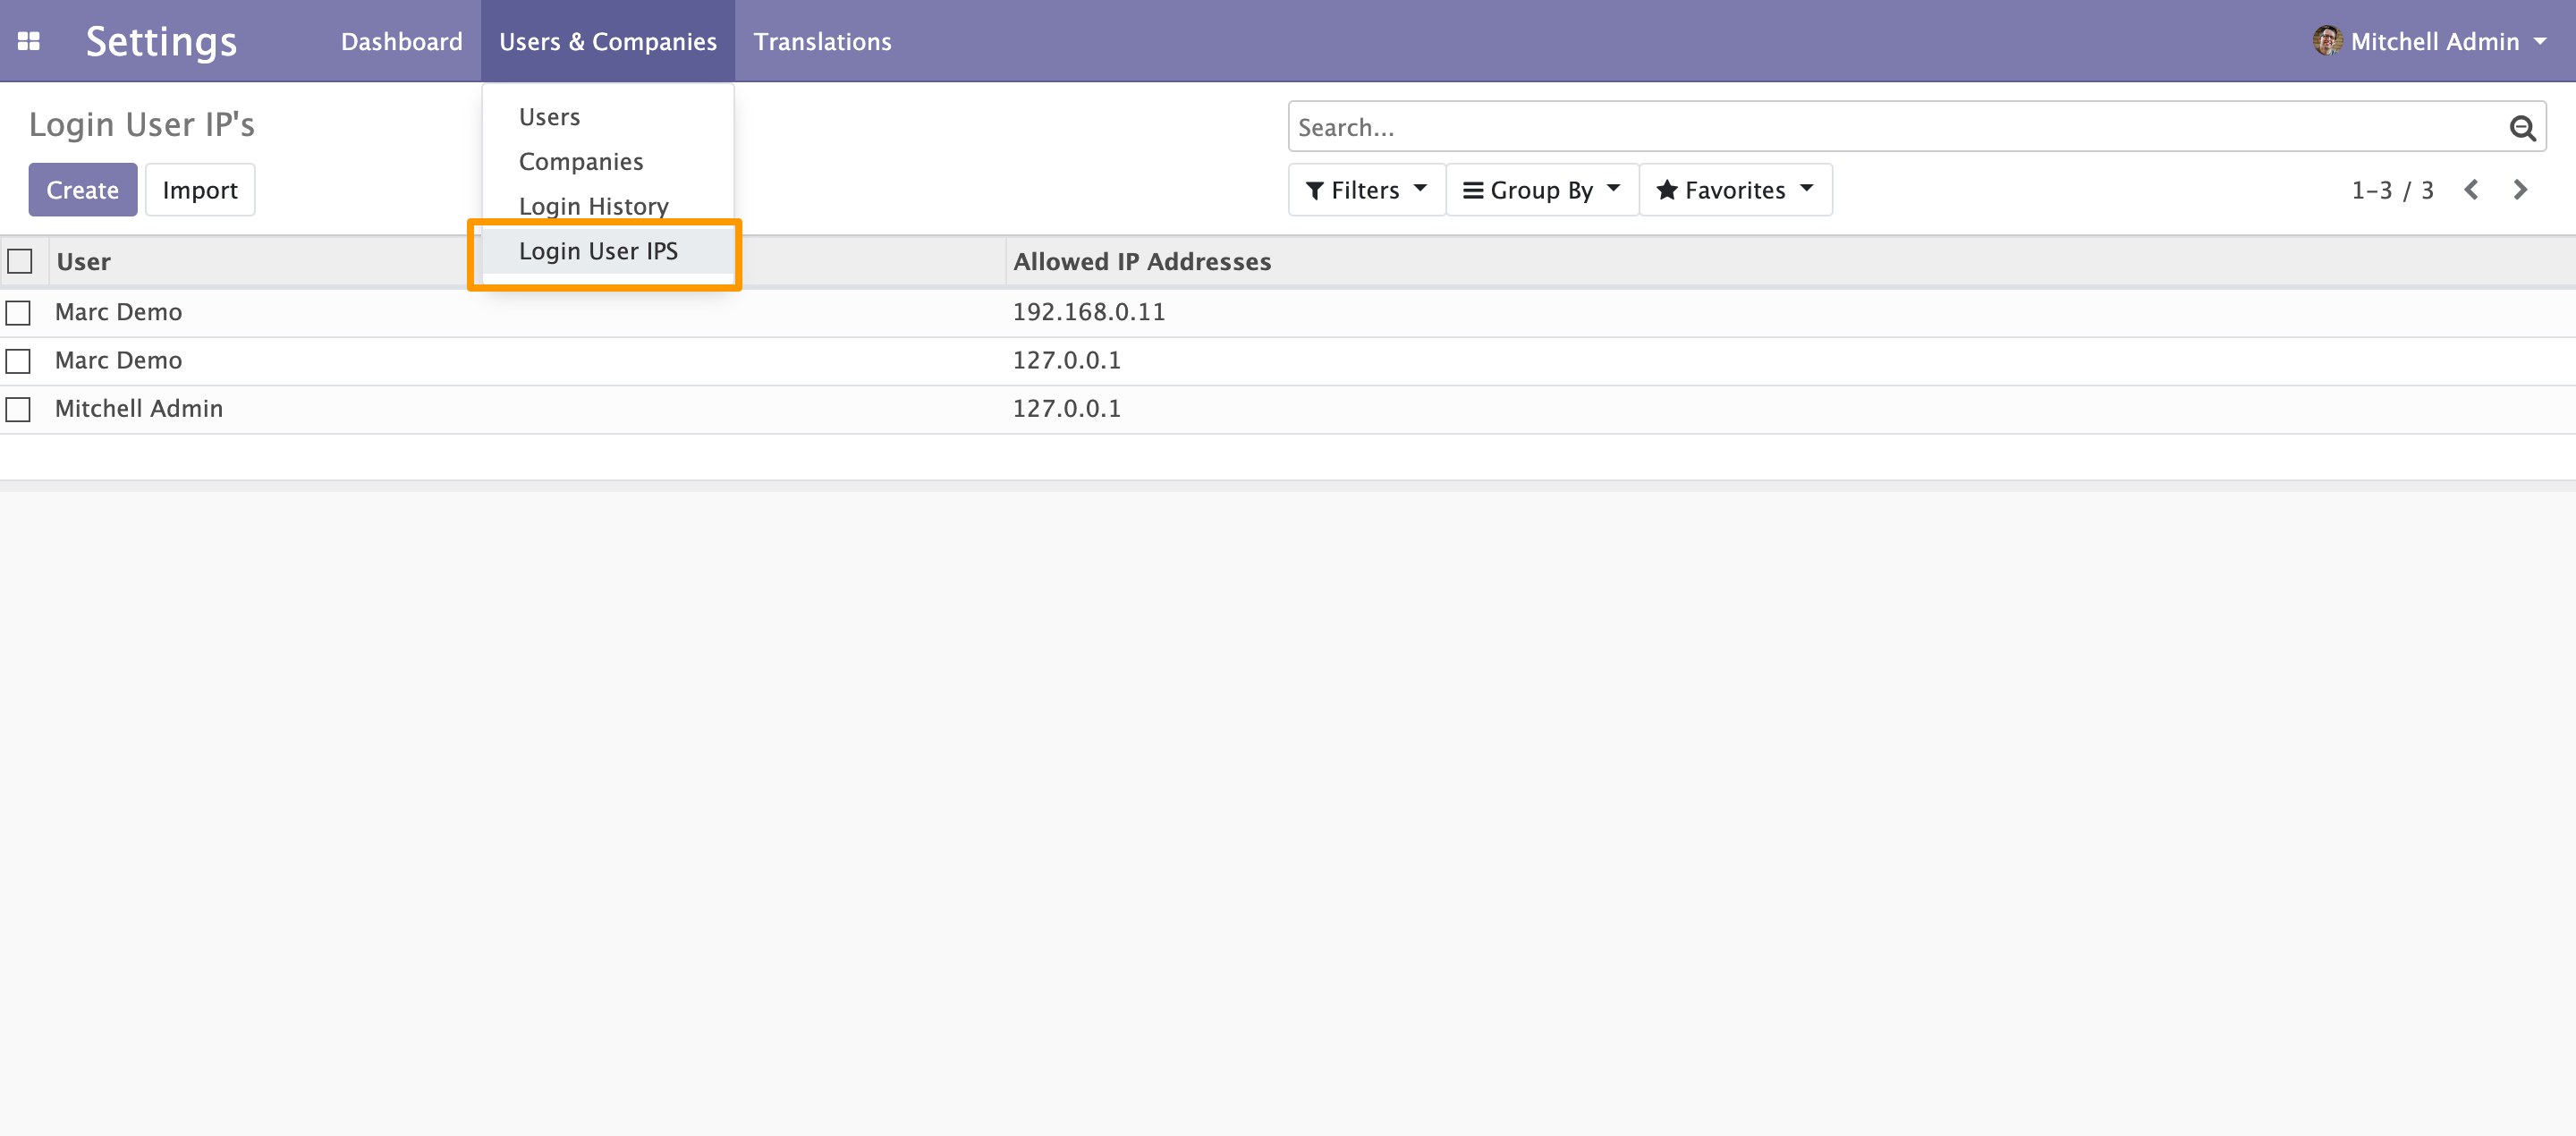 Settings Dashboard Users & Companies Translations Mitchell Admin
Login User IP's
Users
Companies
Login History
Login User IPS
Search...
Create Import
Filters Group By Favorites 1-3 / 3
User Allowed IP Addresses
Marc Demo 192.168.0.11
Marc Demo 127.0.0.1
Mitchell Admin 127.0.0.1